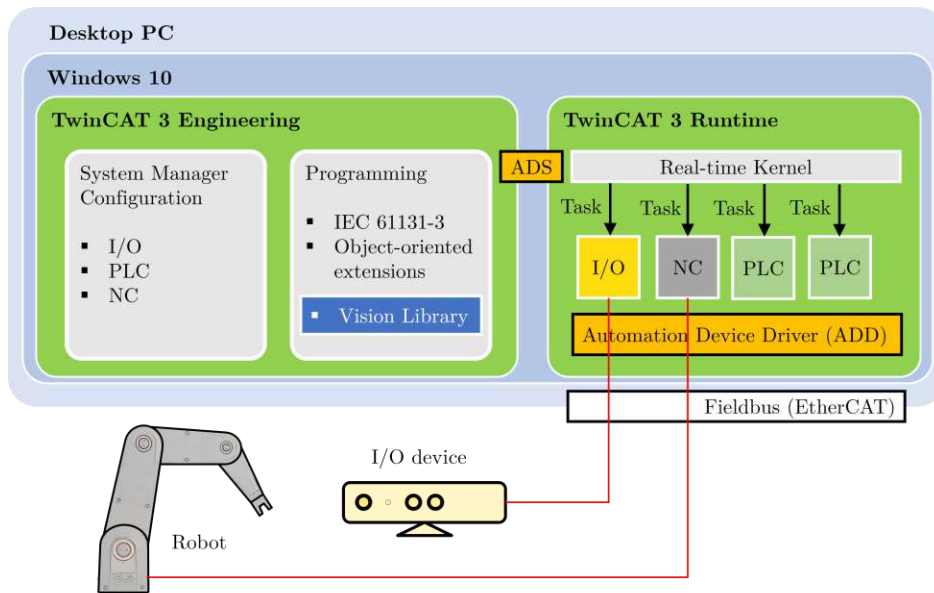 Desktop PC
Windows 10
TwinCAT 3 Engineering
System Manager
Configuration
▪ I/O
▪ PLC
▪ NC
Programming
▪ IEC 61131-3
▪ Object-oriented
extensions
▪ Vision Library
ADS
TwinCAT 3 Runtime
Real-time Kernel
Task
Task
Task
Task
I/O
NC
PLC
PLC
Automation Device Driver (ADD)
Fieldbus (EtherCAT)
I/O device
Robot